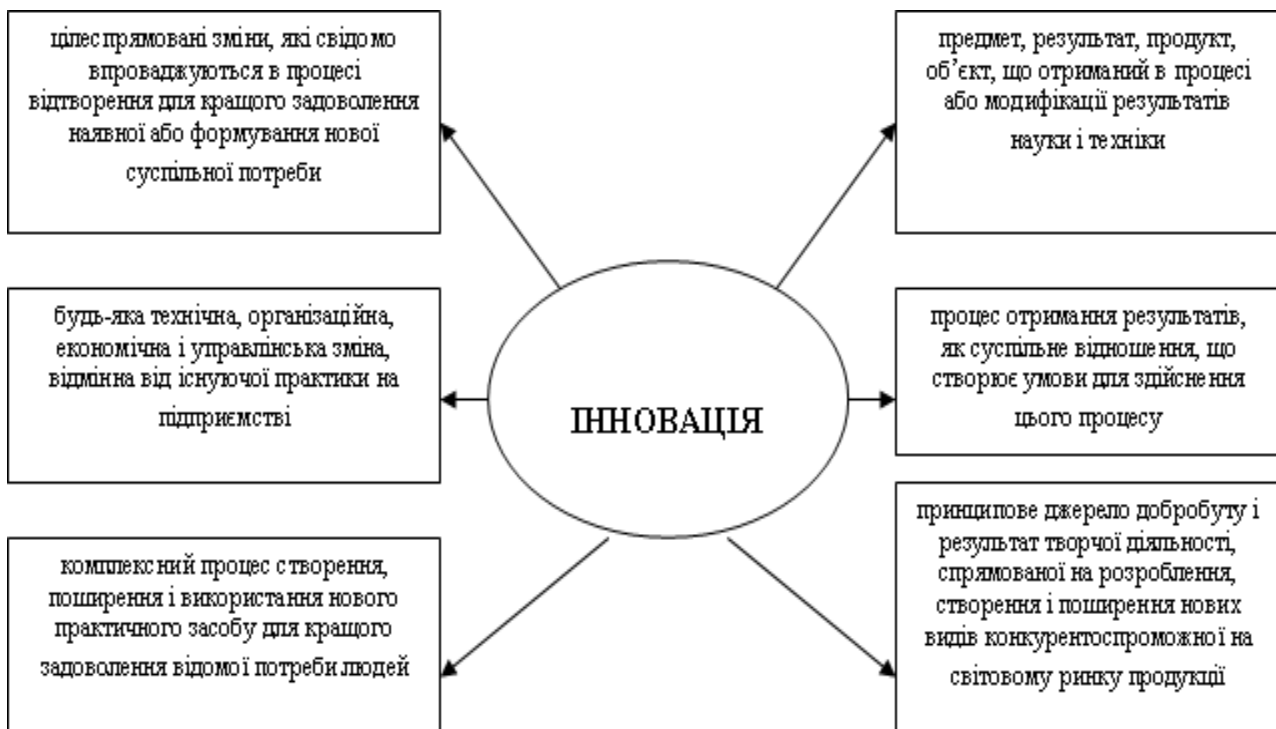 цілеспрямовані зміни, які свідомо
впроваджуються в процесі
відтворення для кращого задоволення
наявної або формування нової
суспільної потреби
предмет, результат, продукт,
об’єкт, що отриманий в процесі
або модифікації результатів
науки і техніки
будь-яка технічна, організаційна,
економічна і управлінська зміна,
відмінна від існуючої практики на
підприємстві
ІННОВАЦІЯ
процес отримання результатів,
як суспільне відношення, що
створює умови для здійснення
цього процесу
комплексний процес створення,
поширення і використання нового
практичного засобу для кращого
задоволення відомої потреби людей
принципове джерело добробуту і
результат творчої діяльності,
спрямованої на розроблення,
створення і поширення нових
видів конкурентоспроможної на
світовому ринку продукції